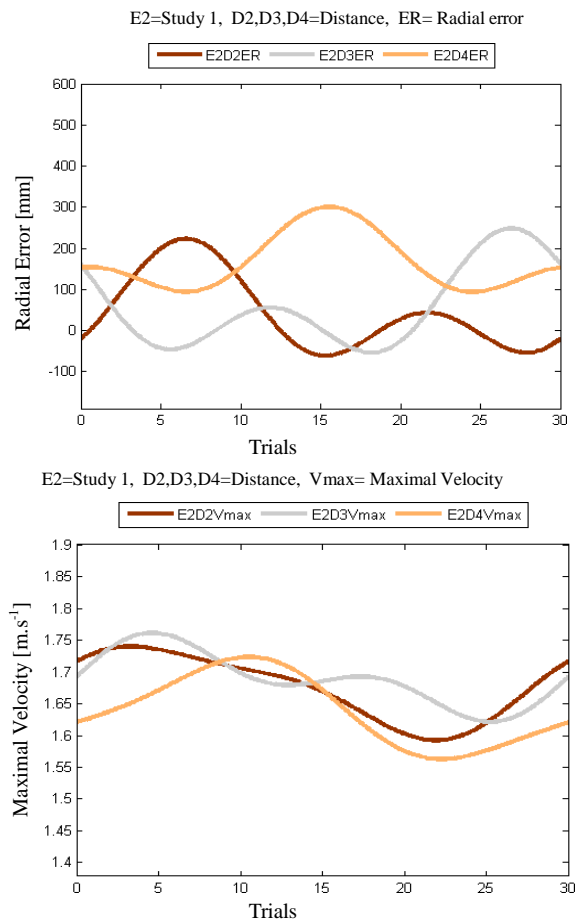 E2=Study 1, D2,D3,D4=Distance, ER= Radial error
E2D2ER E2D3ER E2D4ER
600
500
400
300
200
100
0
-100
Radial Error [mm]
0 5 10 15 20 25 30
Trials
E2=Study 1, D2,D3,D4=Distance, Vmax= Maximal Velocity
E2D2Vmax E2D3Vmax E2D4Vmax
1.9
1.85
1.8
1.75
1.7
1.65
1.6
1.55
1.5
1.45
1.4
Maximal Velocity [m.s⁻¹]
0 5 10 15 20 25 30
Trials